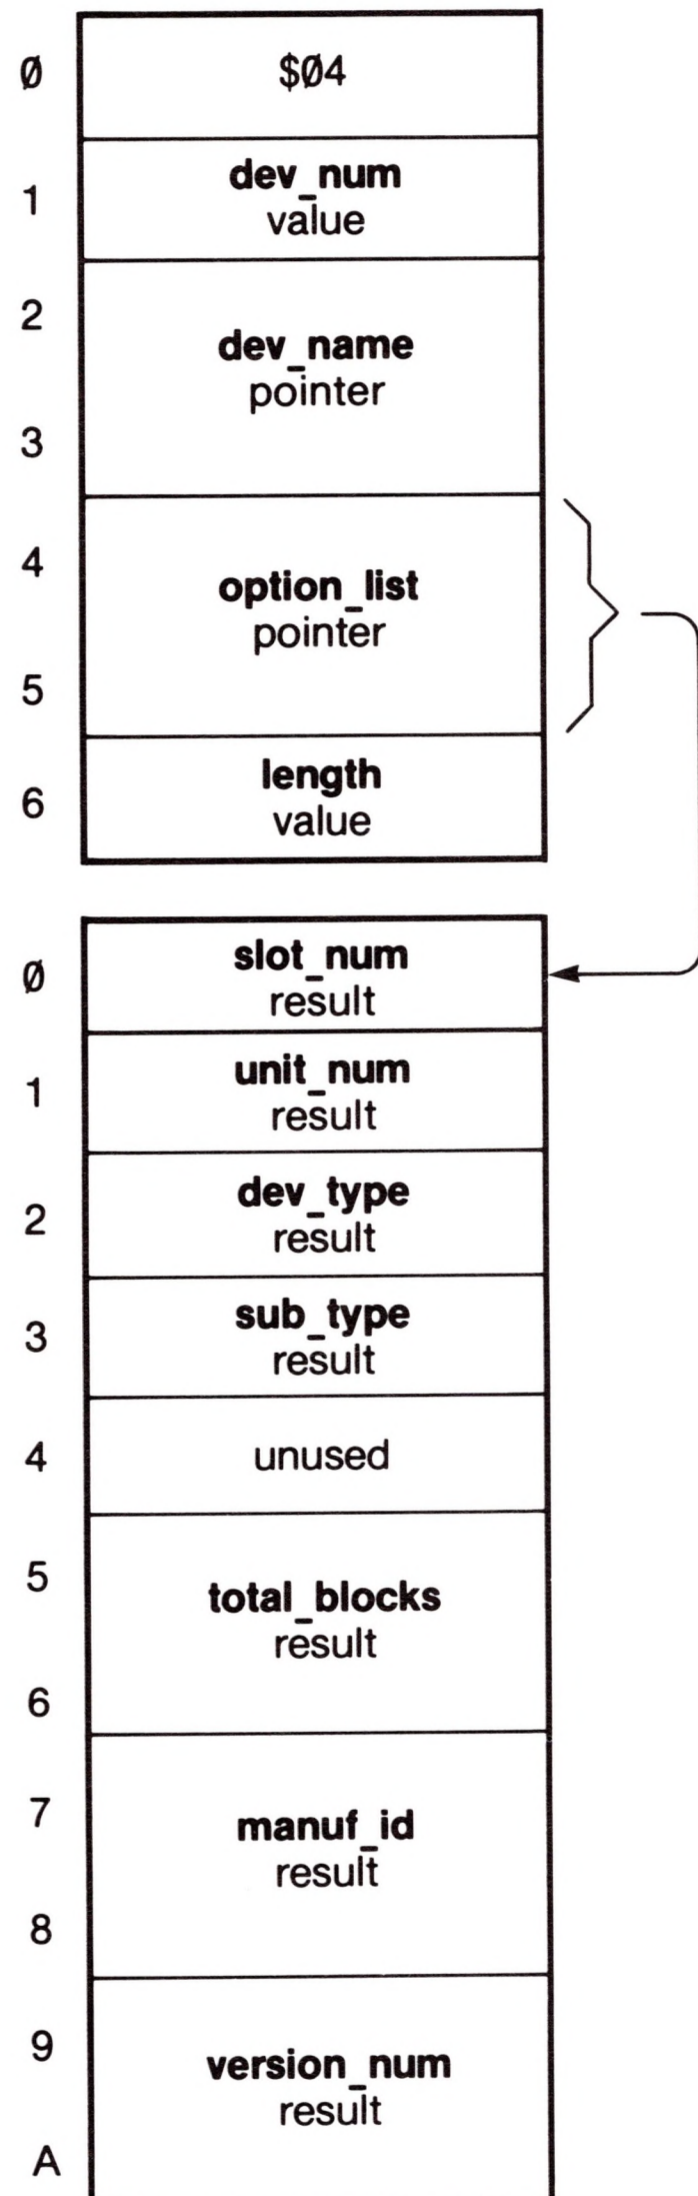 Ø
$Ø4
1
dev_num
value
2
dev_name
pointer
3
4
option_list
pointer
5
6
length
value
Ø
slot_num
result
1
unit_num
result
2
dev_type
result
3
sub_type
result
4
unused
5
total_blocks
result
6
7
manuf_id
result
8
9
version_num
result
A